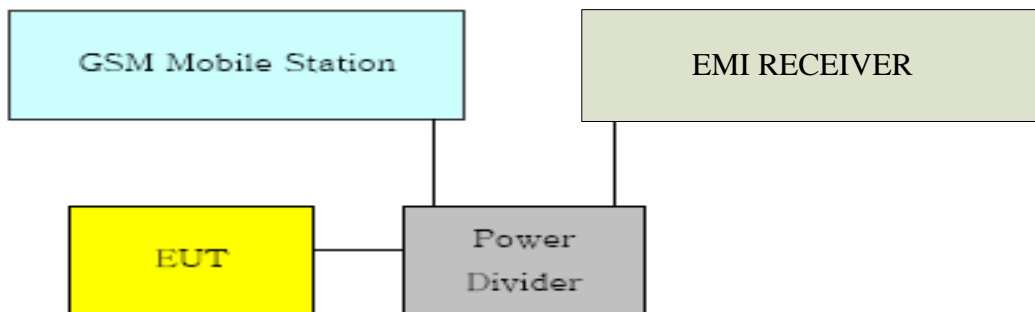 GSM Mobile Station
EMI RECEIVER
EUT
Power
Divider